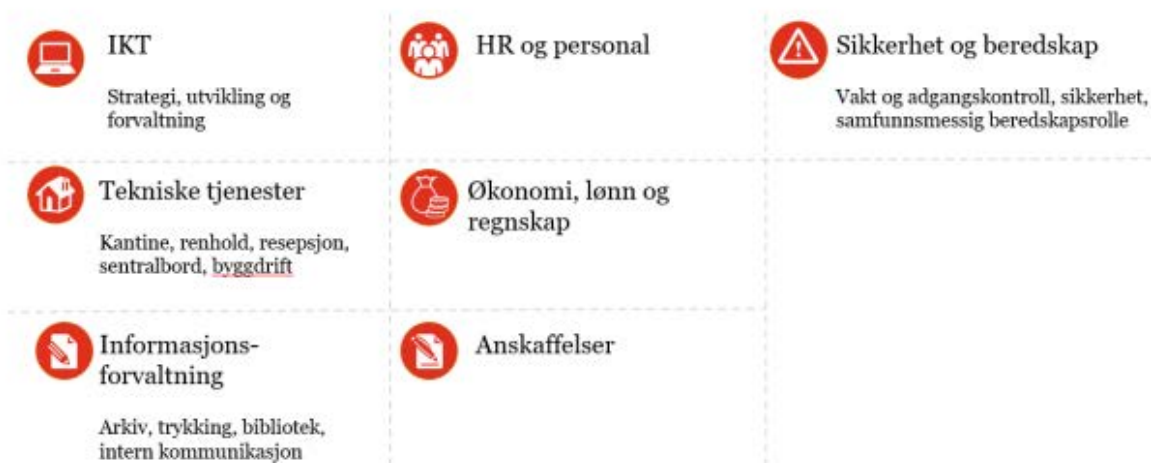 IKT
Strategi, utvikling og
forvaltning
HR og personal
Sikkerhet og beredskap
Vakt og adgangskontroll, sikkerhet,
samfunnsmessig beredskapsrolle
Tekniske tjenester
Kantine, renhold, resepsjon,
sentralbord, byggdrift
Økonomi, lønn og
regnskap
Informasjons-
forvaltning
Arkiv, trykking, bibliotek,
intern kommunikasjon
Anskaffelser